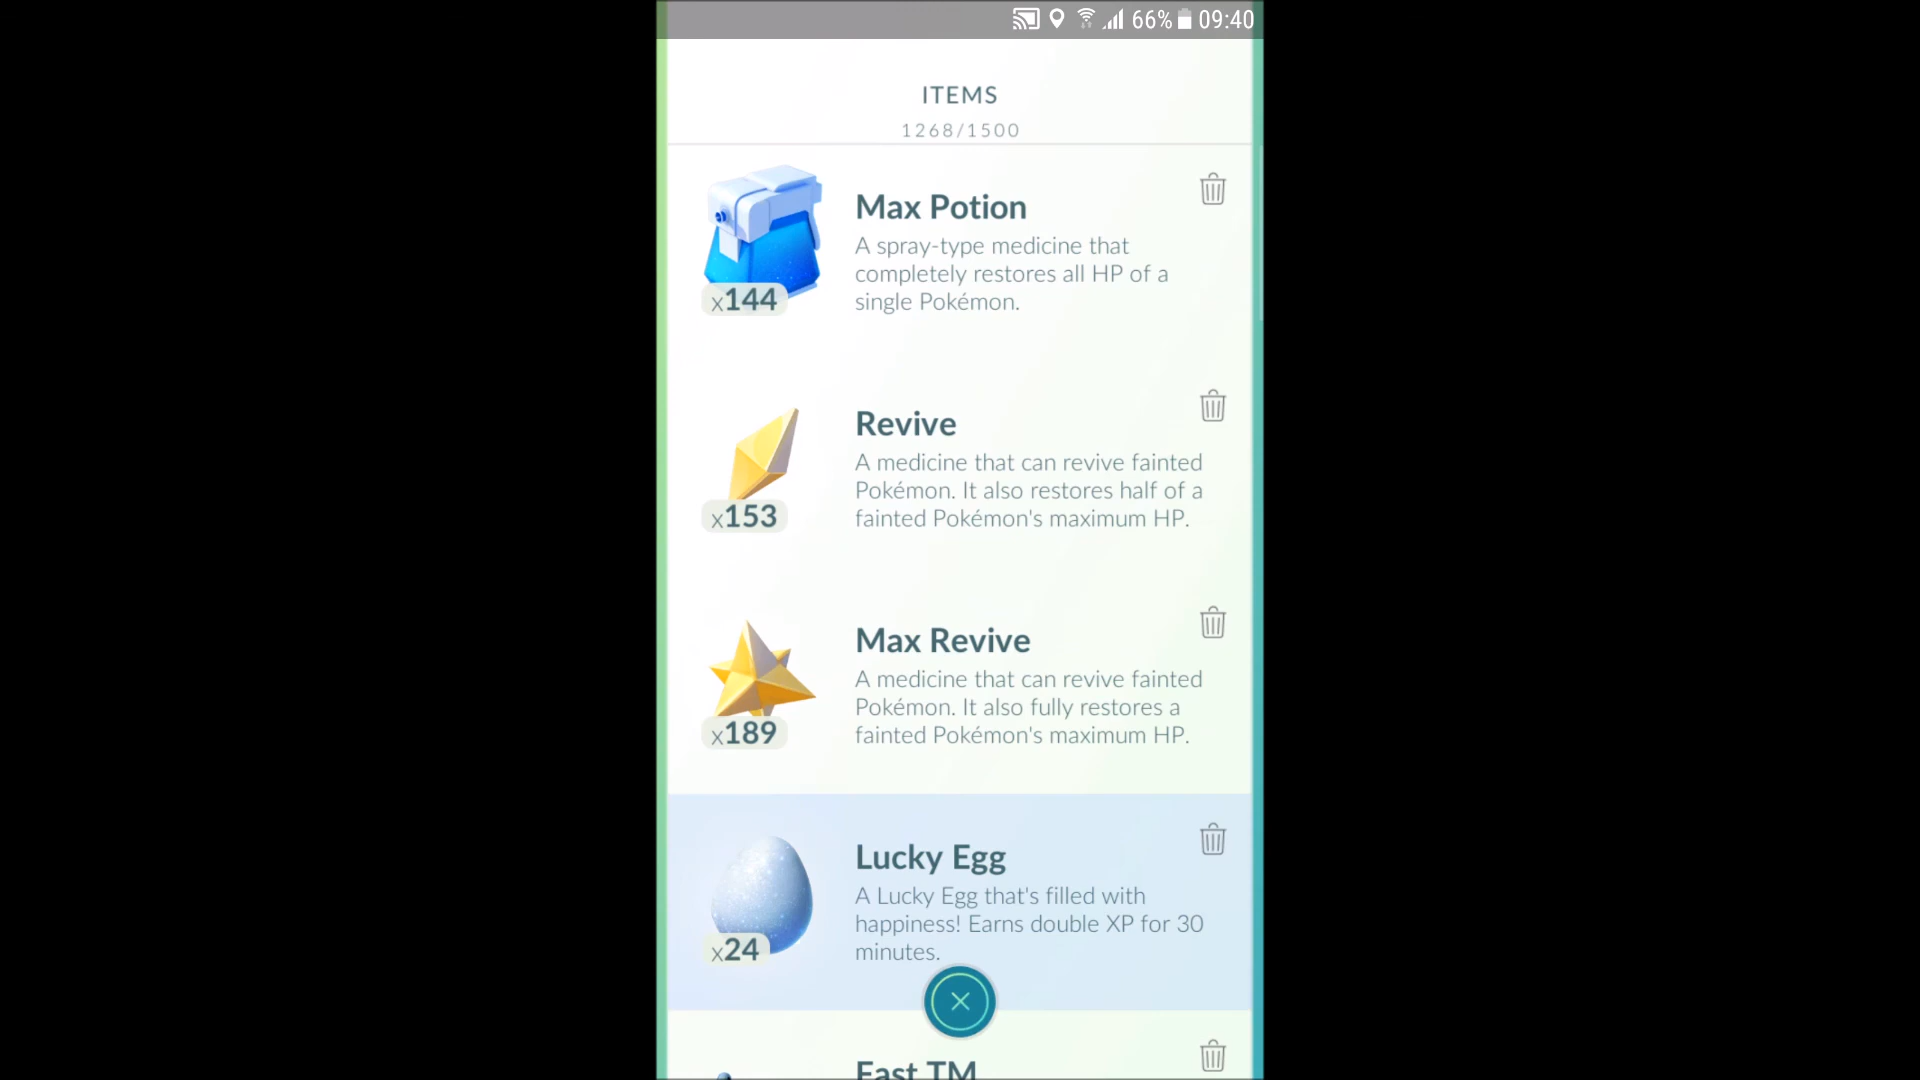 66% 09:40
ITEMS
1268/1500
Max Potion
A spray-type medicine that
completely restores all HP of a
single Pokémon.
x144
Revive
A medicine that can revive fainted
Pokémon. It also restores half of a
fainted Pokémon's maximum HP.
x153
Max Revive
A medicine that can revive fainted
Pokémon. It also fully restores a
fainted Pokémon's maximum HP.
x189
Lucky Egg
A Lucky Egg that's filled with
happiness! Earns double XP for 30
minutes.
x24
Fast TM